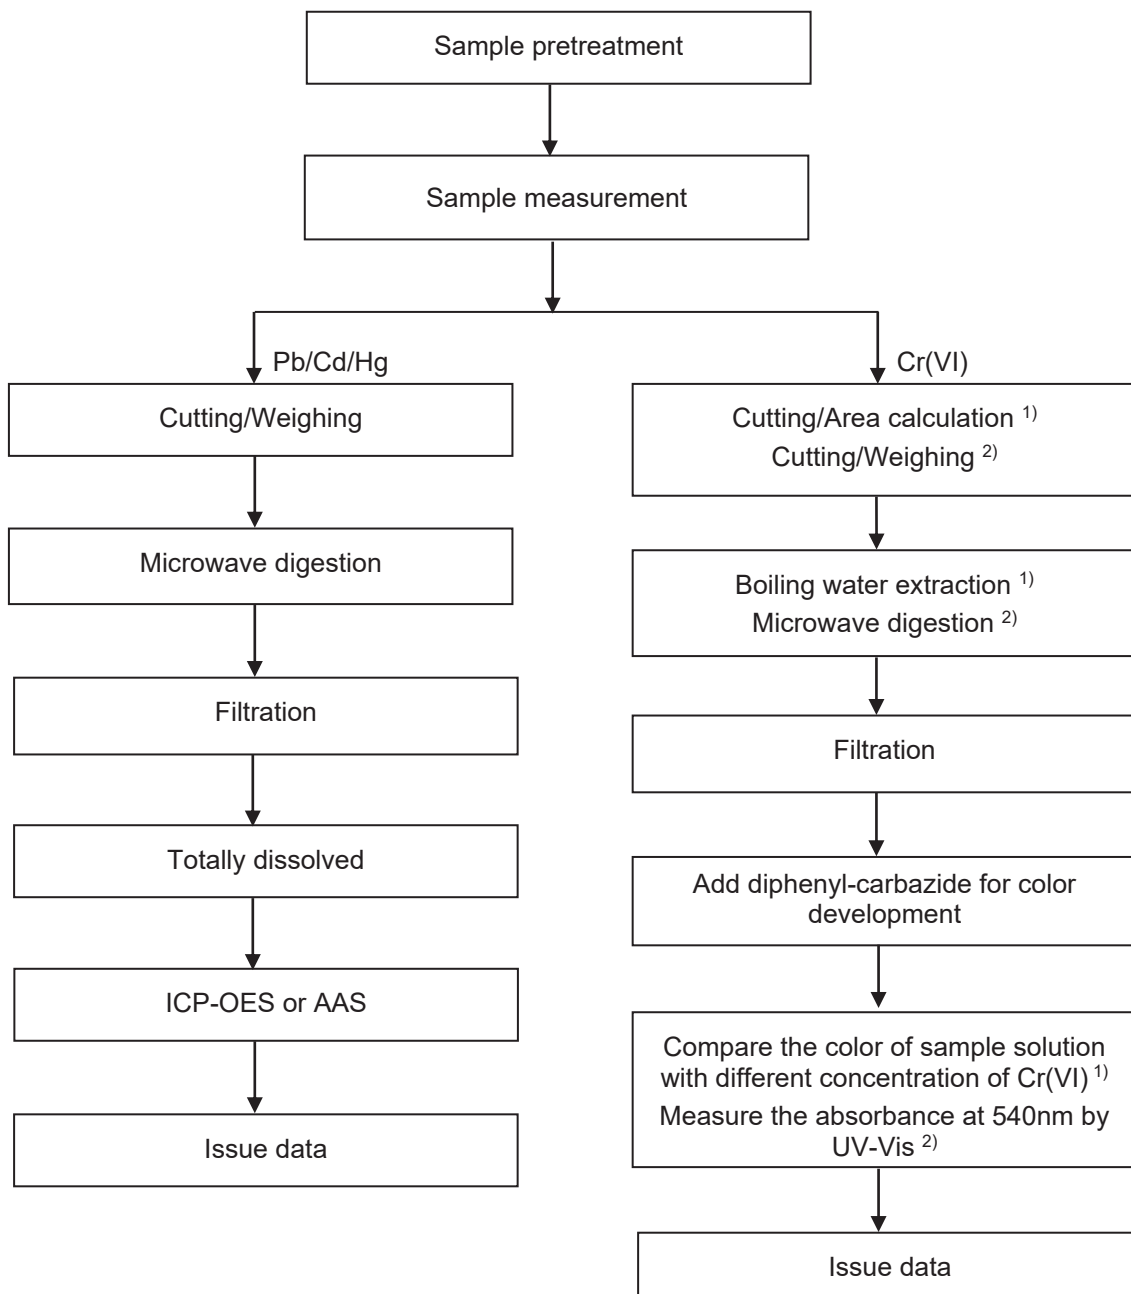 Sample pretreatment
Sample measurement
Pb/Cd/Hg
Cutting/Weighing
Microwave digestion
Filtration
Totally dissolved
ICP-OES or AAS
Issue data
Cr(VI)
Cutting/Area calculation 1)
Cutting/Weighing 2)
Boiling water extraction 1)
Microwave digestion 2)
Filtration
Add diphenyl-carbazide for color
development
Compare the color of sample solution
with different concentration of Cr(VI) 1)
Measure the absorbance at 540nm by
UV-Vis 2)
Issue data